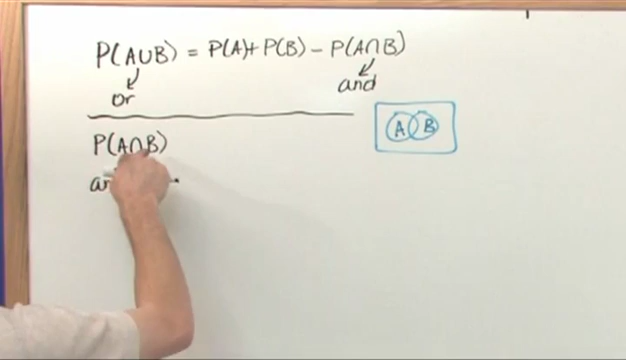 P(A∪B) = P(A)+ P(B) − P(A∩B)
or
and
P(A∩B)
A B